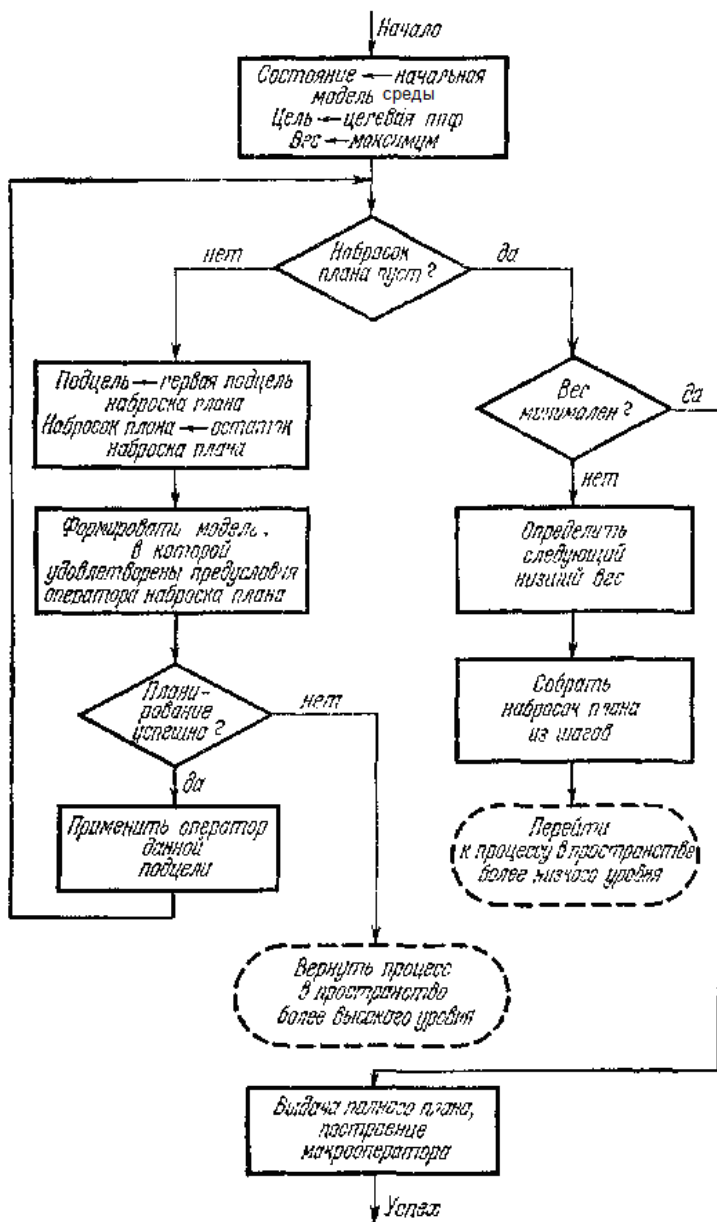 Начало
Состояние ← начальная
модель среды
Цель ← целевая ппф
Вес ← максимум
нет
Набросок
плана пуст?
да
Подцель ← первая подцель
наброска плана
Набросок плана ← остаток
наброска плана
Вес
минимален?
да
нет
Формировать модель,
в которой
удовлетворены предусловия
оператора наброска плана
Определить
следующий
низший вес
Плани-
рование
успешно?
нет
да
Собрать
набросок плана
из шагов
Применить оператор
данной
подцели
Перейти
к процессу в пространстве
более низкого уровня
Вернуть процесс
в пространство
более высокого уровня
Выдача полного плана,
построение
макрооператора
Успех